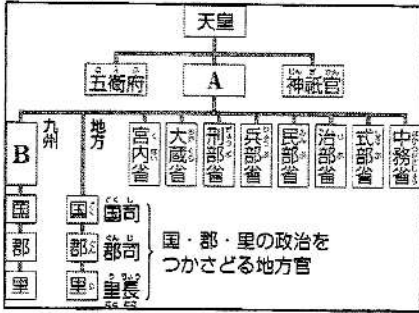 天皇
五衛府 A 神祇官
B 九州 地方 宮内省 大蔵省 刑部省 兵部省 民部省 治部省 式部省 中務省
国 国 国司
郡 郡 郡司
里 里 里長
国・郡・里の政治を
つかさどる地方官